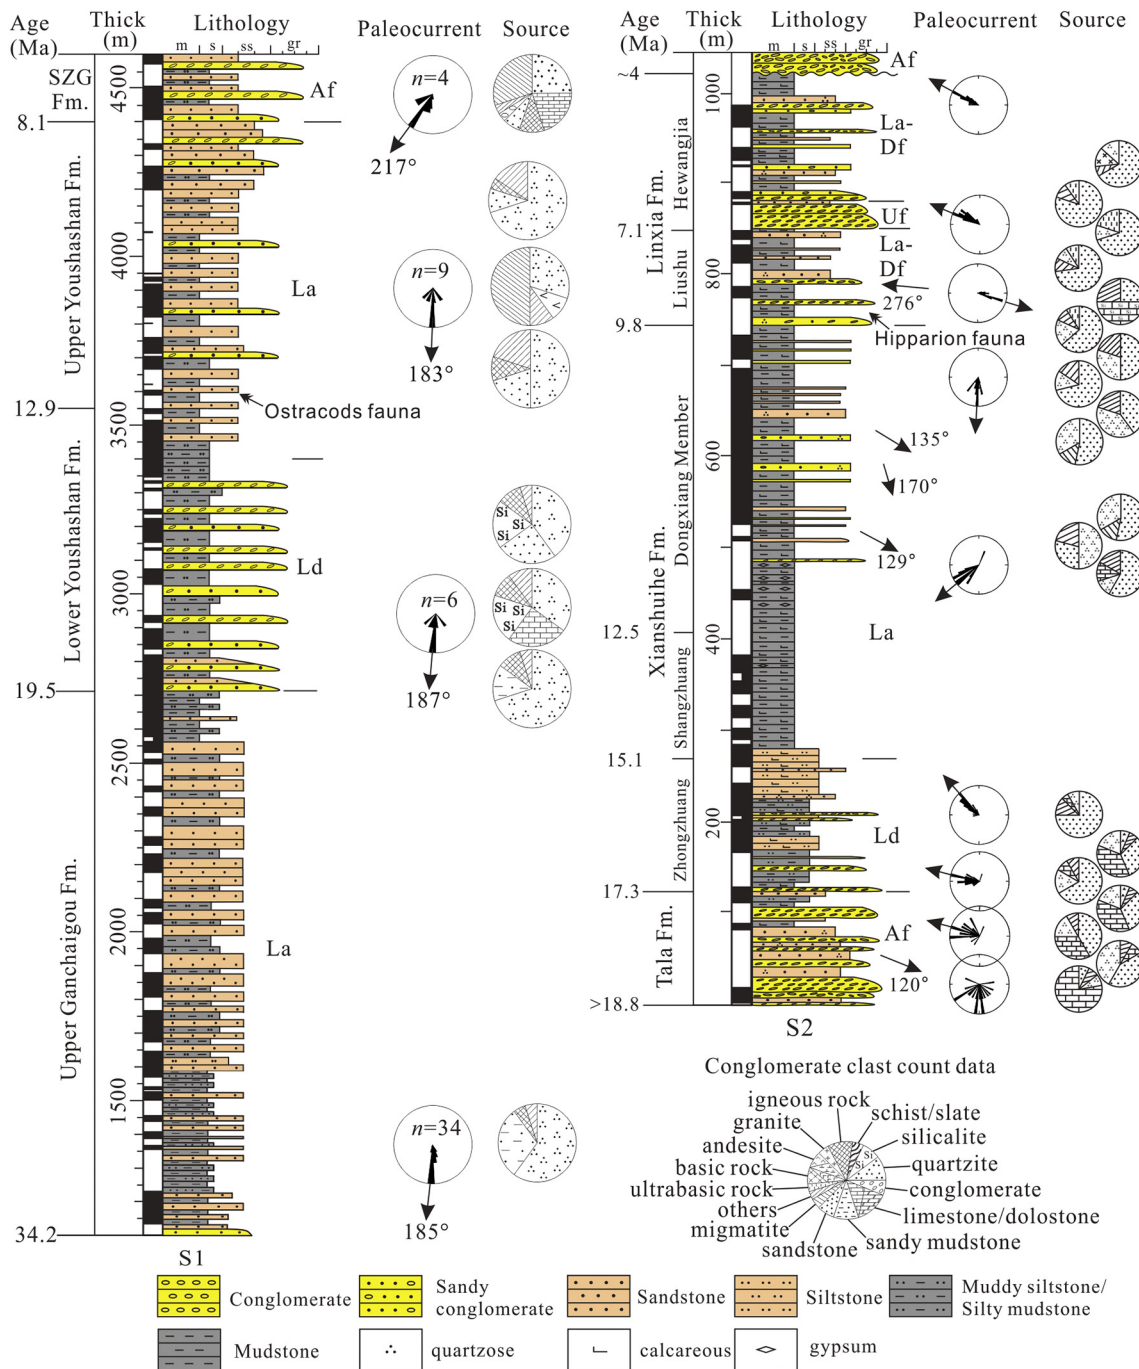 Age
(Ma)
Thick
(m)
Lithology
m s ss gr
Paleocurrent
Source
SZG
Fm.
8.1
Upper Youshashan Fm.
12.9
Lower Youshashan Fm.
19.5
Upper Ganchaigou Fm.
34.2
4500
4000
3500
3000
2500
2000
1500
Af
La
Ostracods fauna
Ld
La
n=4
217°
n=9
183°
n=6
187°
n=34
185°
Si
Si
Si
Si
Si
Si
S1
Age
(Ma)
Thick
(m)
Lithology
m s ss gr
Paleocurrent
Source
~4
Hewangjia
Linxia Fm.
7.1
Liushu
9.8
Dongxiang Member
Xianshuihe Fm.
12.5
Shangzhuang
15.1
Zhongzhuang
17.3
Tala Fm.
>18.8
1000
800
600
400
200
Af
La-
Df
Uf
La-
Df
276°
Hipparion fauna
135°
170°
129°
La
Ld
Af
120°
S2
Conglomerate clast count data
igneous rock
granite
andesite
basic rock
ultrabasic rock
others
migmatite
sandstone
schist/slate
silicalite
quartzite
conglomerate
limestone/dolostone
sandy mudstone
Si
Si
Conglomerate
Sandy
conglomerate
Sandstone
Siltstone
Muddy siltstone/
Silty mudstone
Mudstone
quartzose
calcareous
gypsum